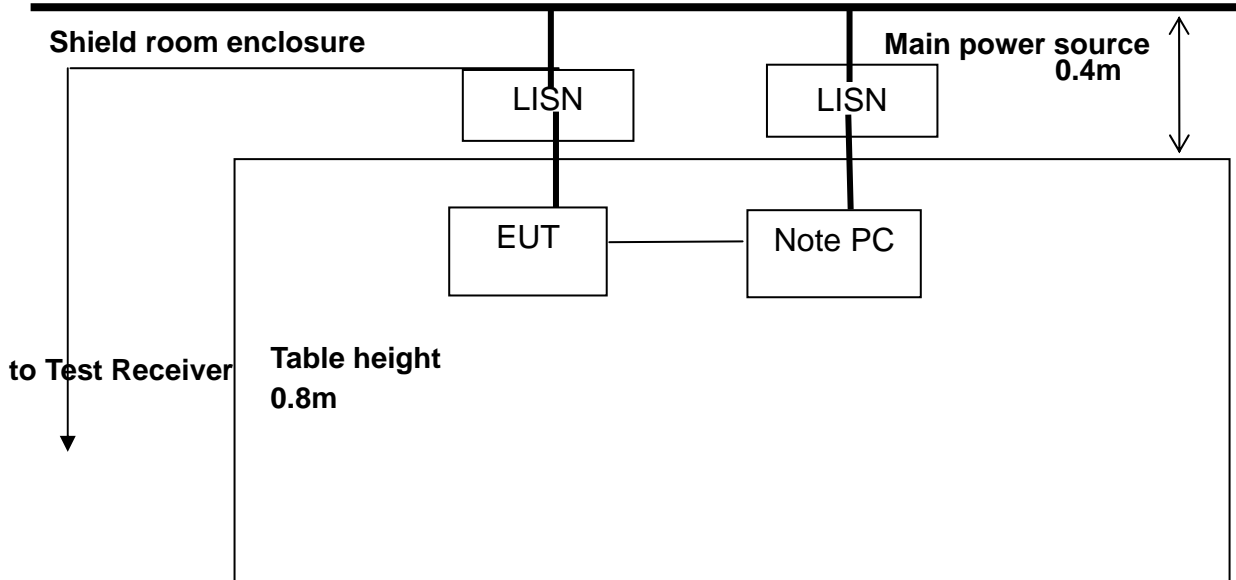 Shield room enclosure
Main power source
0.4m
LISN
LISN
EUT
Note PC
to Test Receiver
Table height
0.8m